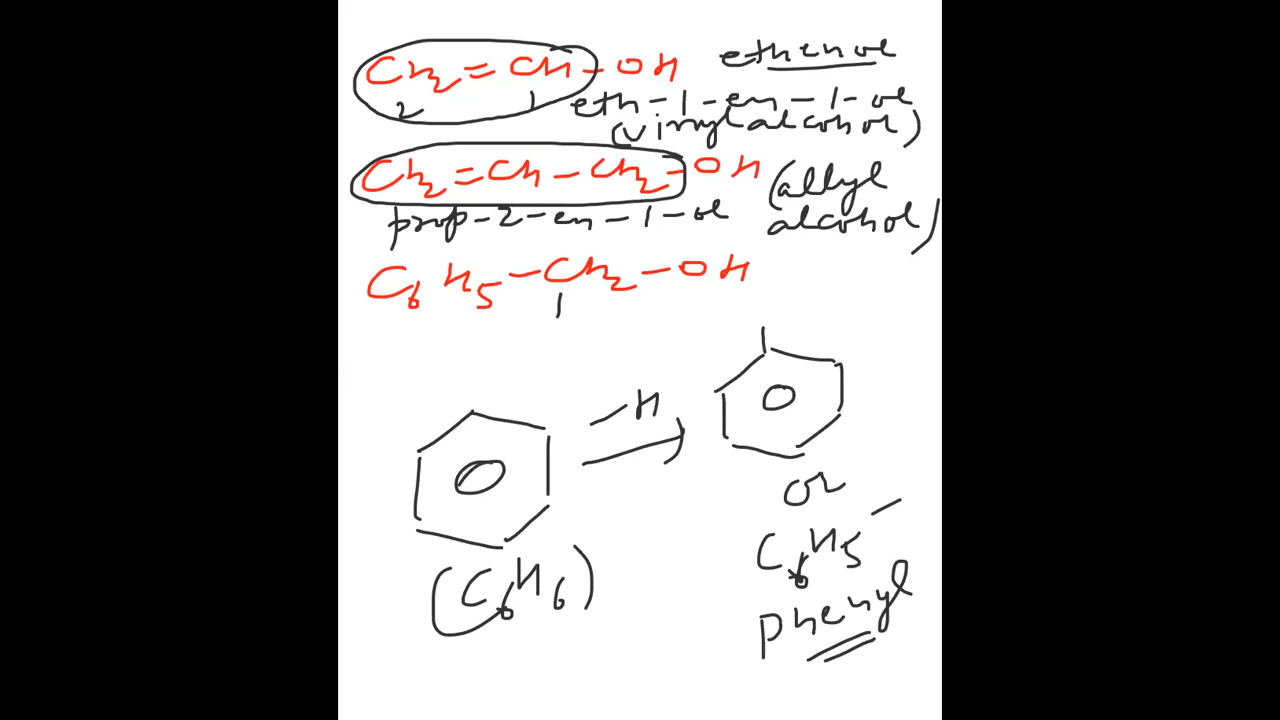 CH2 = CH - OH ethenol
2 1 eth-1-en-1-ol
(vinyl alcohol)
CH2 = CH - CH2 - OH (allyl
prop-2-en-1-ol alcohol)
C6H5 - CH2 - OH
1
- H
or
C6H5 -
(C6H6)
phenyl